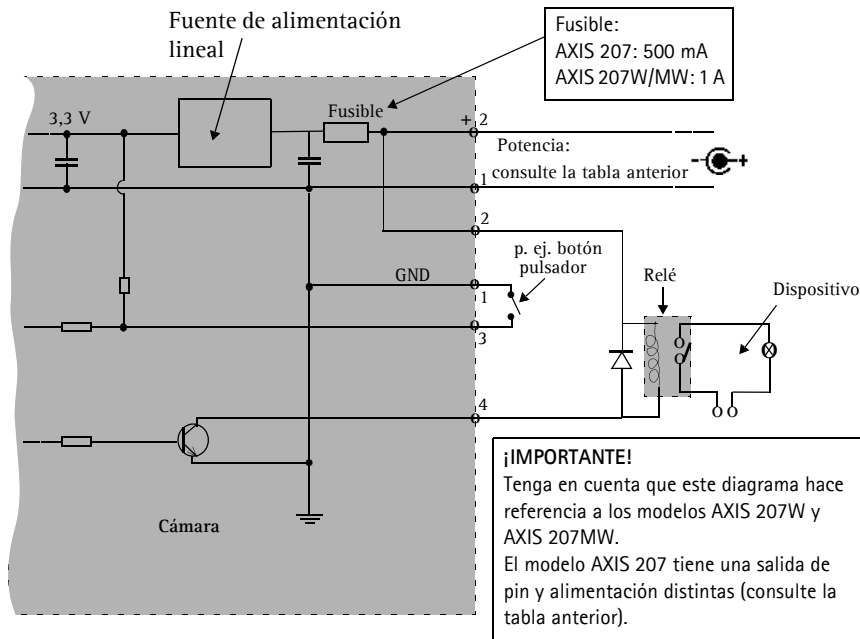 Fuente de alimentación
lineal
Fusible:
AXIS 207: 500 mA
AXIS 207W/MW: 1 A
3,3 V
Fusible
+ 2
Potencia:
consulte la tabla anterior
- +
1
2
p. ej. botón
pulsador
GND
1
3
Relé
Dispositivo
4
Cámara
¡IMPORTANTE!
Tenga en cuenta que este diagrama hace
referencia a los modelos AXIS 207W y
AXIS 207MW.
El modelo AXIS 207 tiene una salida de
pin y alimentación distintas (consulte la
tabla anterior).